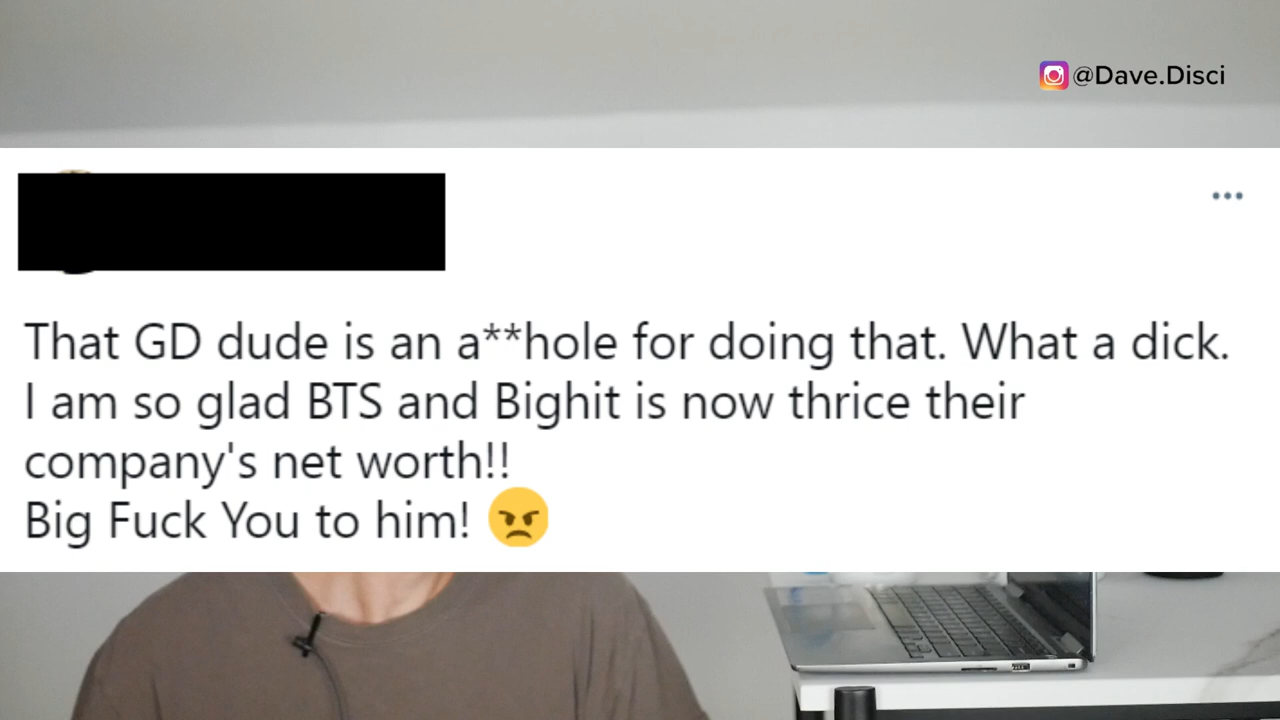 @Dave.Disci
That GD dude is an a**hole for doing that. What a dick.
I am so glad BTS and Bighit is now thrice their
company's net worth!!
Big Fuck You to him! 😠